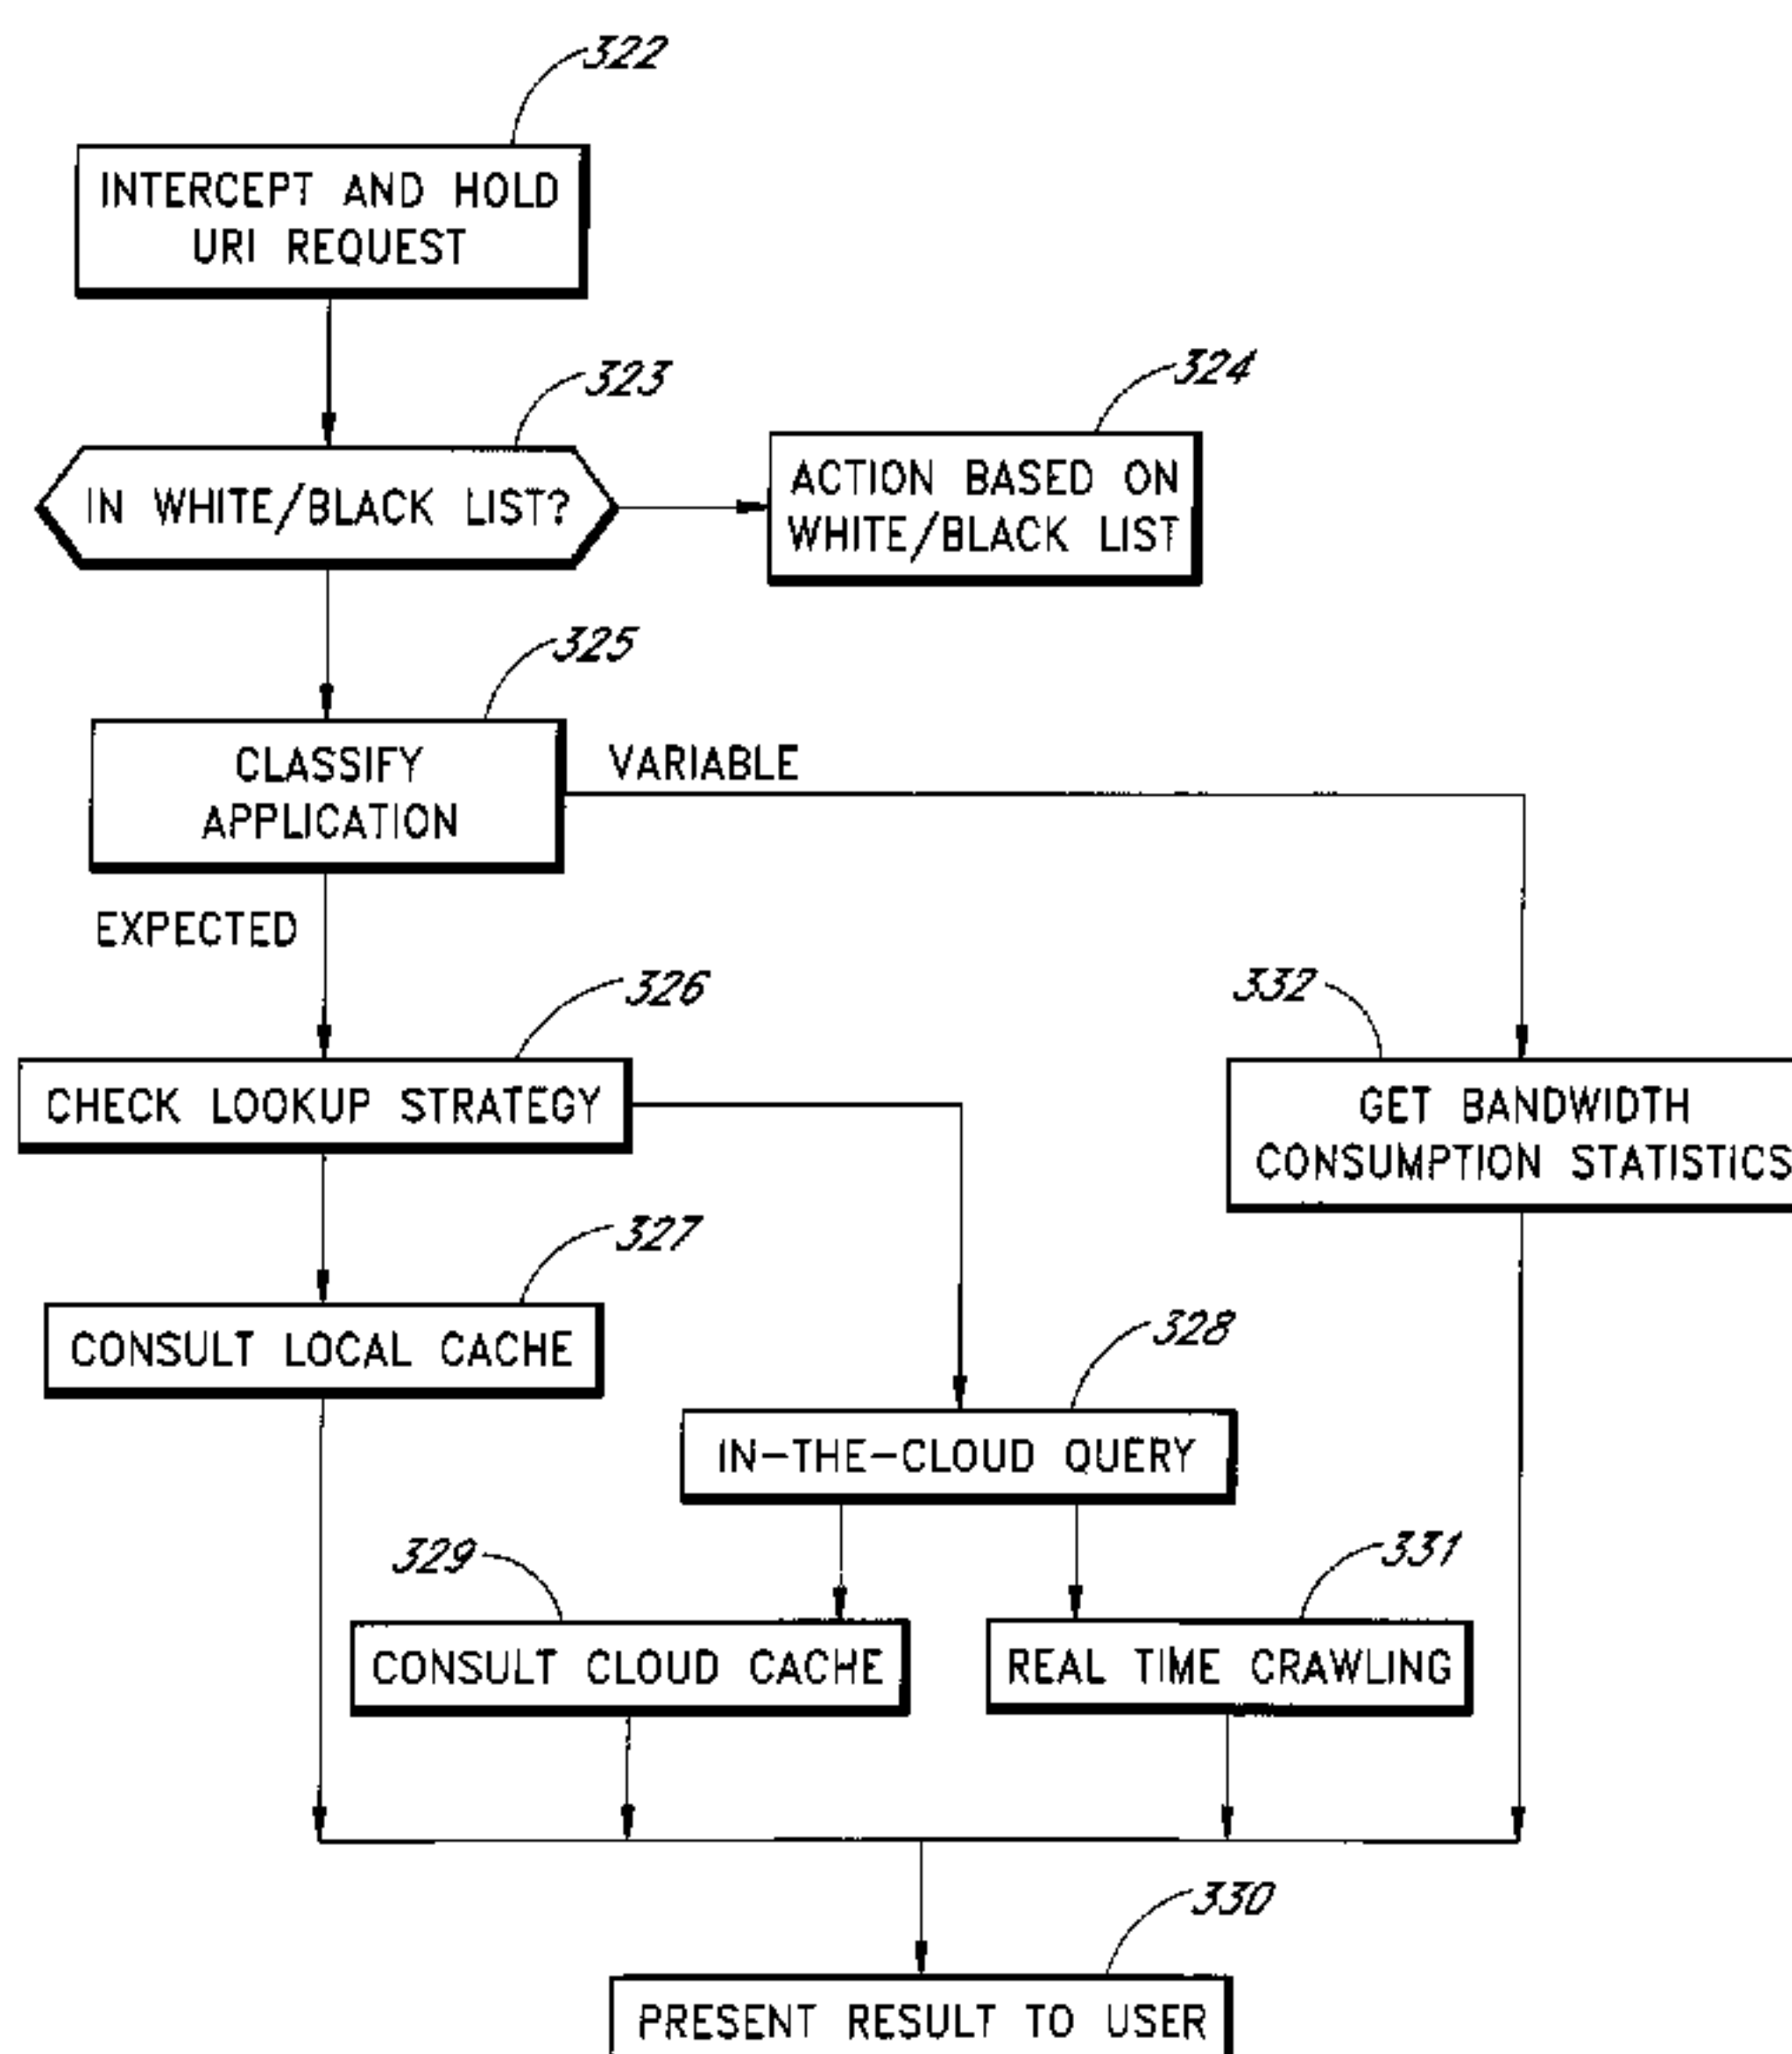 322
INTERCEPT AND HOLD
URI REQUEST
323
IN WHITE/BLACK LIST?
324
ACTION BASED ON
WHITE/BLACK LIST
325
CLASSIFY
APPLICATION
VARIABLE
EXPECTED
326
CHECK LOOKUP STRATEGY
332
GET BANDWIDTH
CONSUMPTION STATISTICS
327
CONSULT LOCAL CACHE
328
IN-THE-CLOUD QUERY
329
CONSULT CLOUD CACHE
331
REAL TIME CRAWLING
330
PRESENT RESULT TO USER